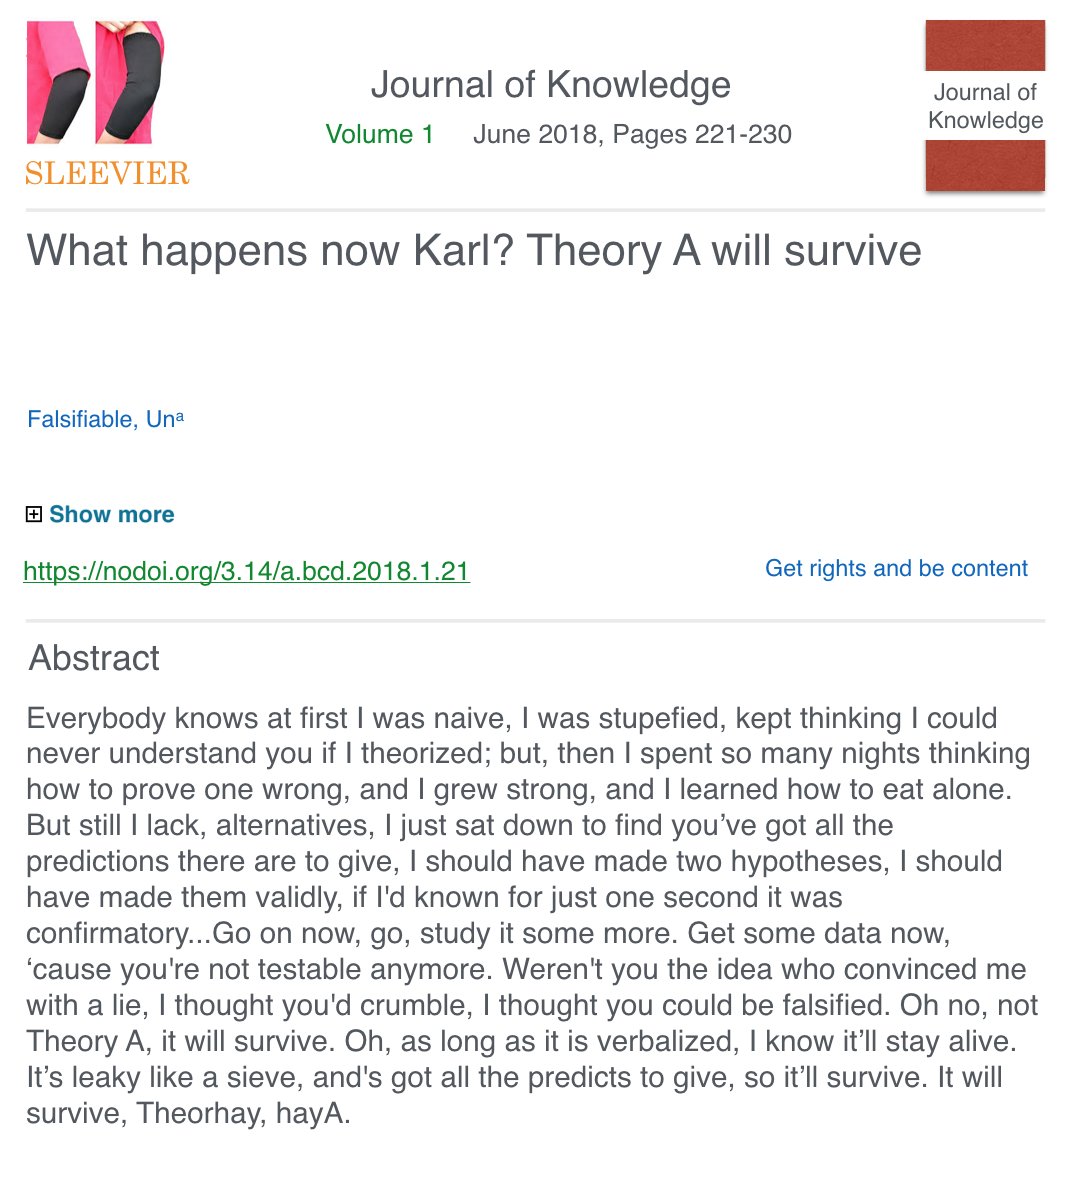 SLEEVIER
Journal of Knowledge
Volume 1 June 2018, Pages 221-230
Journal of
Knowledge
What happens now Karl? Theory A will survive
Falsifiable, Unᵃ
Show more
https://nodoi.org/3.14/a.bcd.2018.1.21
Get rights and be content
Abstract
Everybody knows at first I was naive, I was stupefied, kept thinking I could
never understand you if I theorized; but, then I spent so many nights thinking
how to prove one wrong, and I grew strong, and I learned how to eat alone.
But still I lack, alternatives, I just sat down to find you’ve got all the
predictions there are to give, I should have made two hypotheses, I should
have made them validly, if I'd known for just one second it was
confirmatory...Go on now, go, study it some more. Get some data now,
‘cause you're not testable anymore. Weren't you the idea who convinced me
with a lie, I thought you'd crumble, I thought you could be falsified. Oh no, not
Theory A, it will survive. Oh, as long as it is verbalized, I know it’ll stay alive.
It’s leaky like a sieve, and's got all the predicts to give, so it’ll survive. It will
survive, Theorhay, hayA.